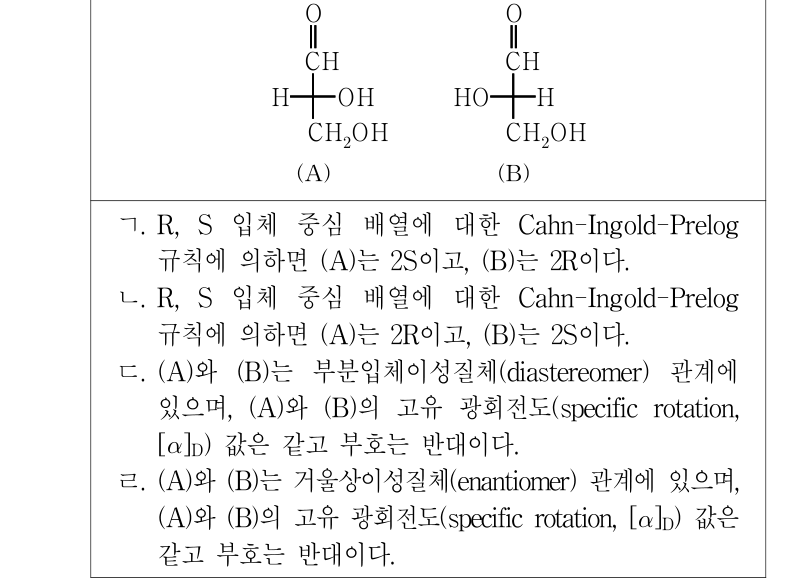 O O
CH CH
H OH HO H
CH₂OH CH₂OH
(A) (B)
ㄱ. R, S 입체 중심 배열에 대한 Cahn-Ingold-Prelog
규칙에 의하면 (A)는 2S이고, (B)는 2R이다.
ㄴ. R, S 입체 중심 배열에 대한 Cahn-Ingold-Prelog
규칙에 의하면 (A)는 2R이고, (B)는 2S이다.
ㄷ. (A)와 (B)는 부분입체이성질체(diastereomer) 관계에
있으며, (A)와 (B)의 고유 광회전도(specific rotation,
[α]D) 값은 같고 부호는 반대이다.
ㄹ. (A)와 (B)는 거울상이성질체(enantiomer) 관계에 있으며,
(A)와 (B)의 고유 광회전도(specific rotation, [α]D) 값은
같고 부호는 반대이다.